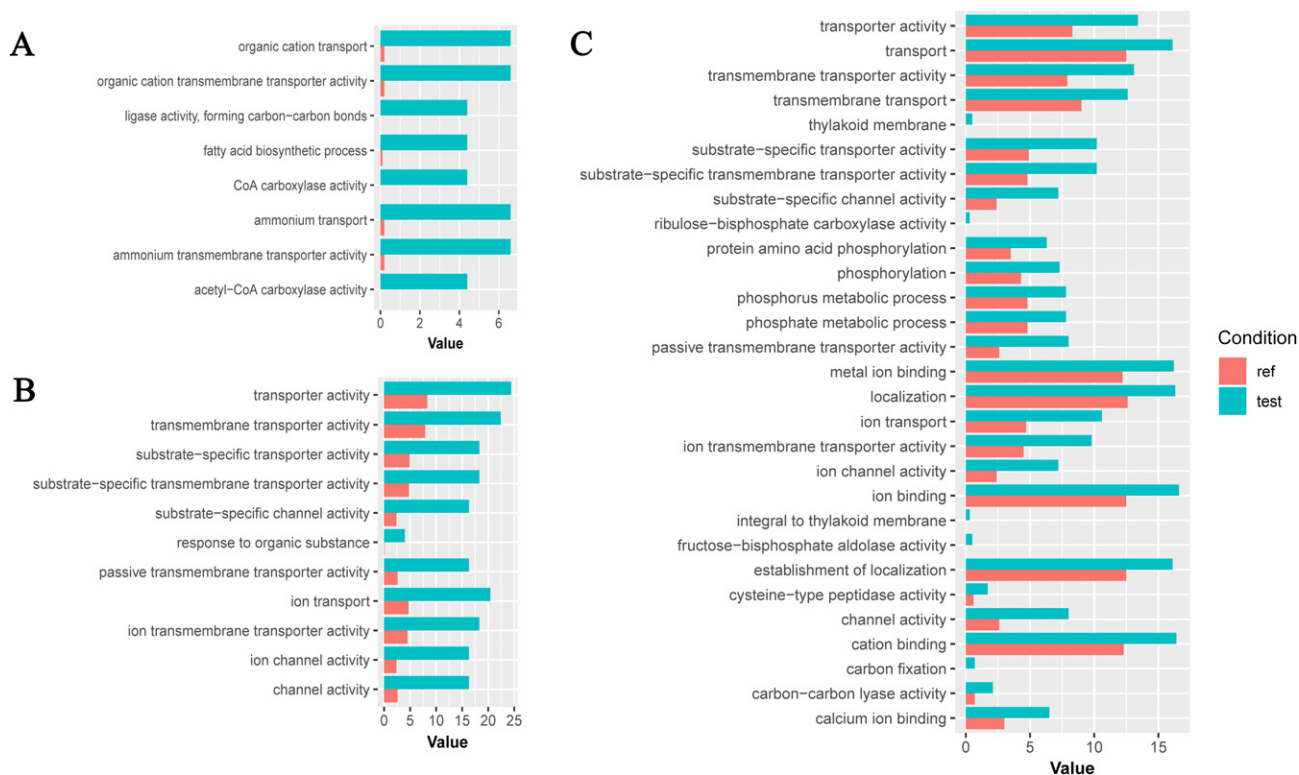 A
organic cation transport
organic cation transmembrane transporter activity
ligase activity, forming carbon−carbon bonds
fatty acid biosynthetic process
CoA carboxylase activity
ammonium transport
ammonium transmembrane transporter activity
acetyl−CoA carboxylase activity
0 2 4 6
Value
B
transporter activity
transmembrane transporter activity
substrate−specific transporter activity
substrate−specific transmembrane transporter activity
substrate−specific channel activity
response to organic substance
passive transmembrane transporter activity
ion transport
ion transmembrane transporter activity
ion channel activity
channel activity
0 5 10 15 20 25
Value
C
transporter activity
transport
transmembrane transporter activity
transmembrane transport
thylakoid membrane
substrate−specific transporter activity
substrate−specific transmembrane transporter activity
substrate−specific channel activity
ribulose−bisphosphate carboxylase activity
protein amino acid phosphorylation
phosphorylation
phosphorus metabolic process
phosphate metabolic process
passive transmembrane transporter activity
metal ion binding
localization
ion transport
ion transmembrane transporter activity
ion channel activity
ion binding
integral to thylakoid membrane
fructose−bisphosphate aldolase activity
establishment of localization
cysteine−type peptidase activity
channel activity
cation binding
carbon fixation
carbon−carbon lyase activity
calcium ion binding
0 5 10 15
Value
Condition
ref
test